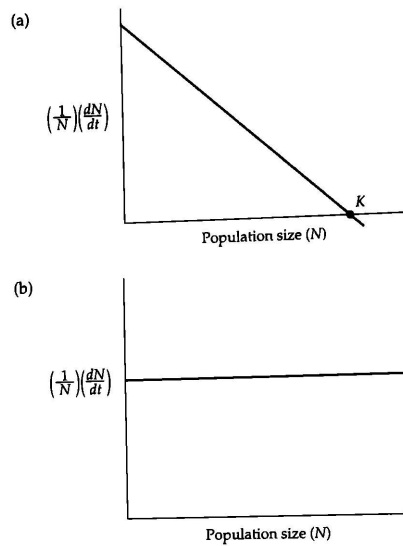 (a)
(1/N)(dN/dt)
K
Population size (N)
(b)
(1/N)(dN/dt)
Population size (N)